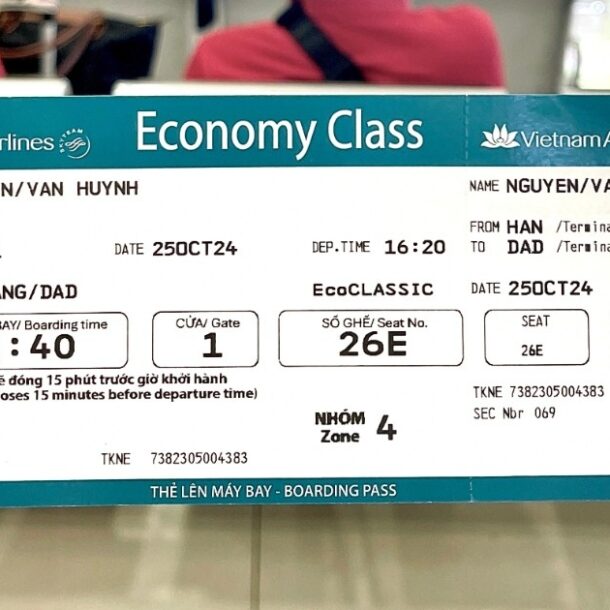 rlines SKYTEAM
Economy Class
Vietnam A
N/VAN HUYNH
NAME NGUYEN/VA
FROM HAN /Termina
TO DAD /Termina
DATE 25OCT24
DEP.TIME 16:20
ANG/DAD
EcoCLASSIC
DATE 25OCT24
BAY/ Boarding time
:40
CỬA/ Gate
1
SỐ GHẾ/ Seat No.
26E
SEAT
26E
ẽ đóng 15 phút trước giờ khởi hành
oses 15 minutes before departure time)
TKNE 7382305004383
SEC Nbr 069
NHÓM
Zone 4
TKNE 7382305004383
THẺ LÊN MÁY BAY - BOARDING PASS